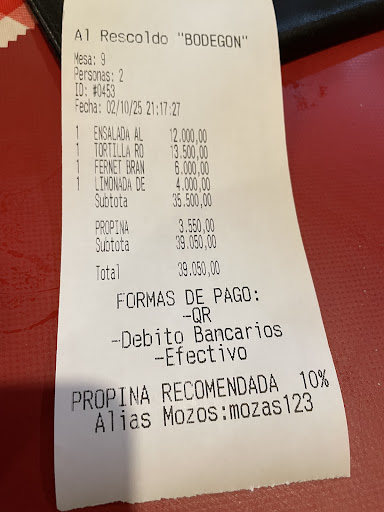 Al Rescoldo "BODEGON"
Mesa: 9
Personas: 2
ID: #0453
Fecha: 02/10/25 21:17:27
1 ENSALADA AL 12.000,00
1 TORTILLA RO 13.500,00
1 FERNET BRAN 6.000,00
1 LIMONADA DE 4.000,00
Subtota 35.500,00
PROPINA 3.550,00
Subtota 39.050,00
Total 39.050,00
FORMAS DE PAGO:
-QR
-Debito Bancarios
-Efectivo
PROPINA RECOMENDADA 10%
Alias Mozos:mozas123